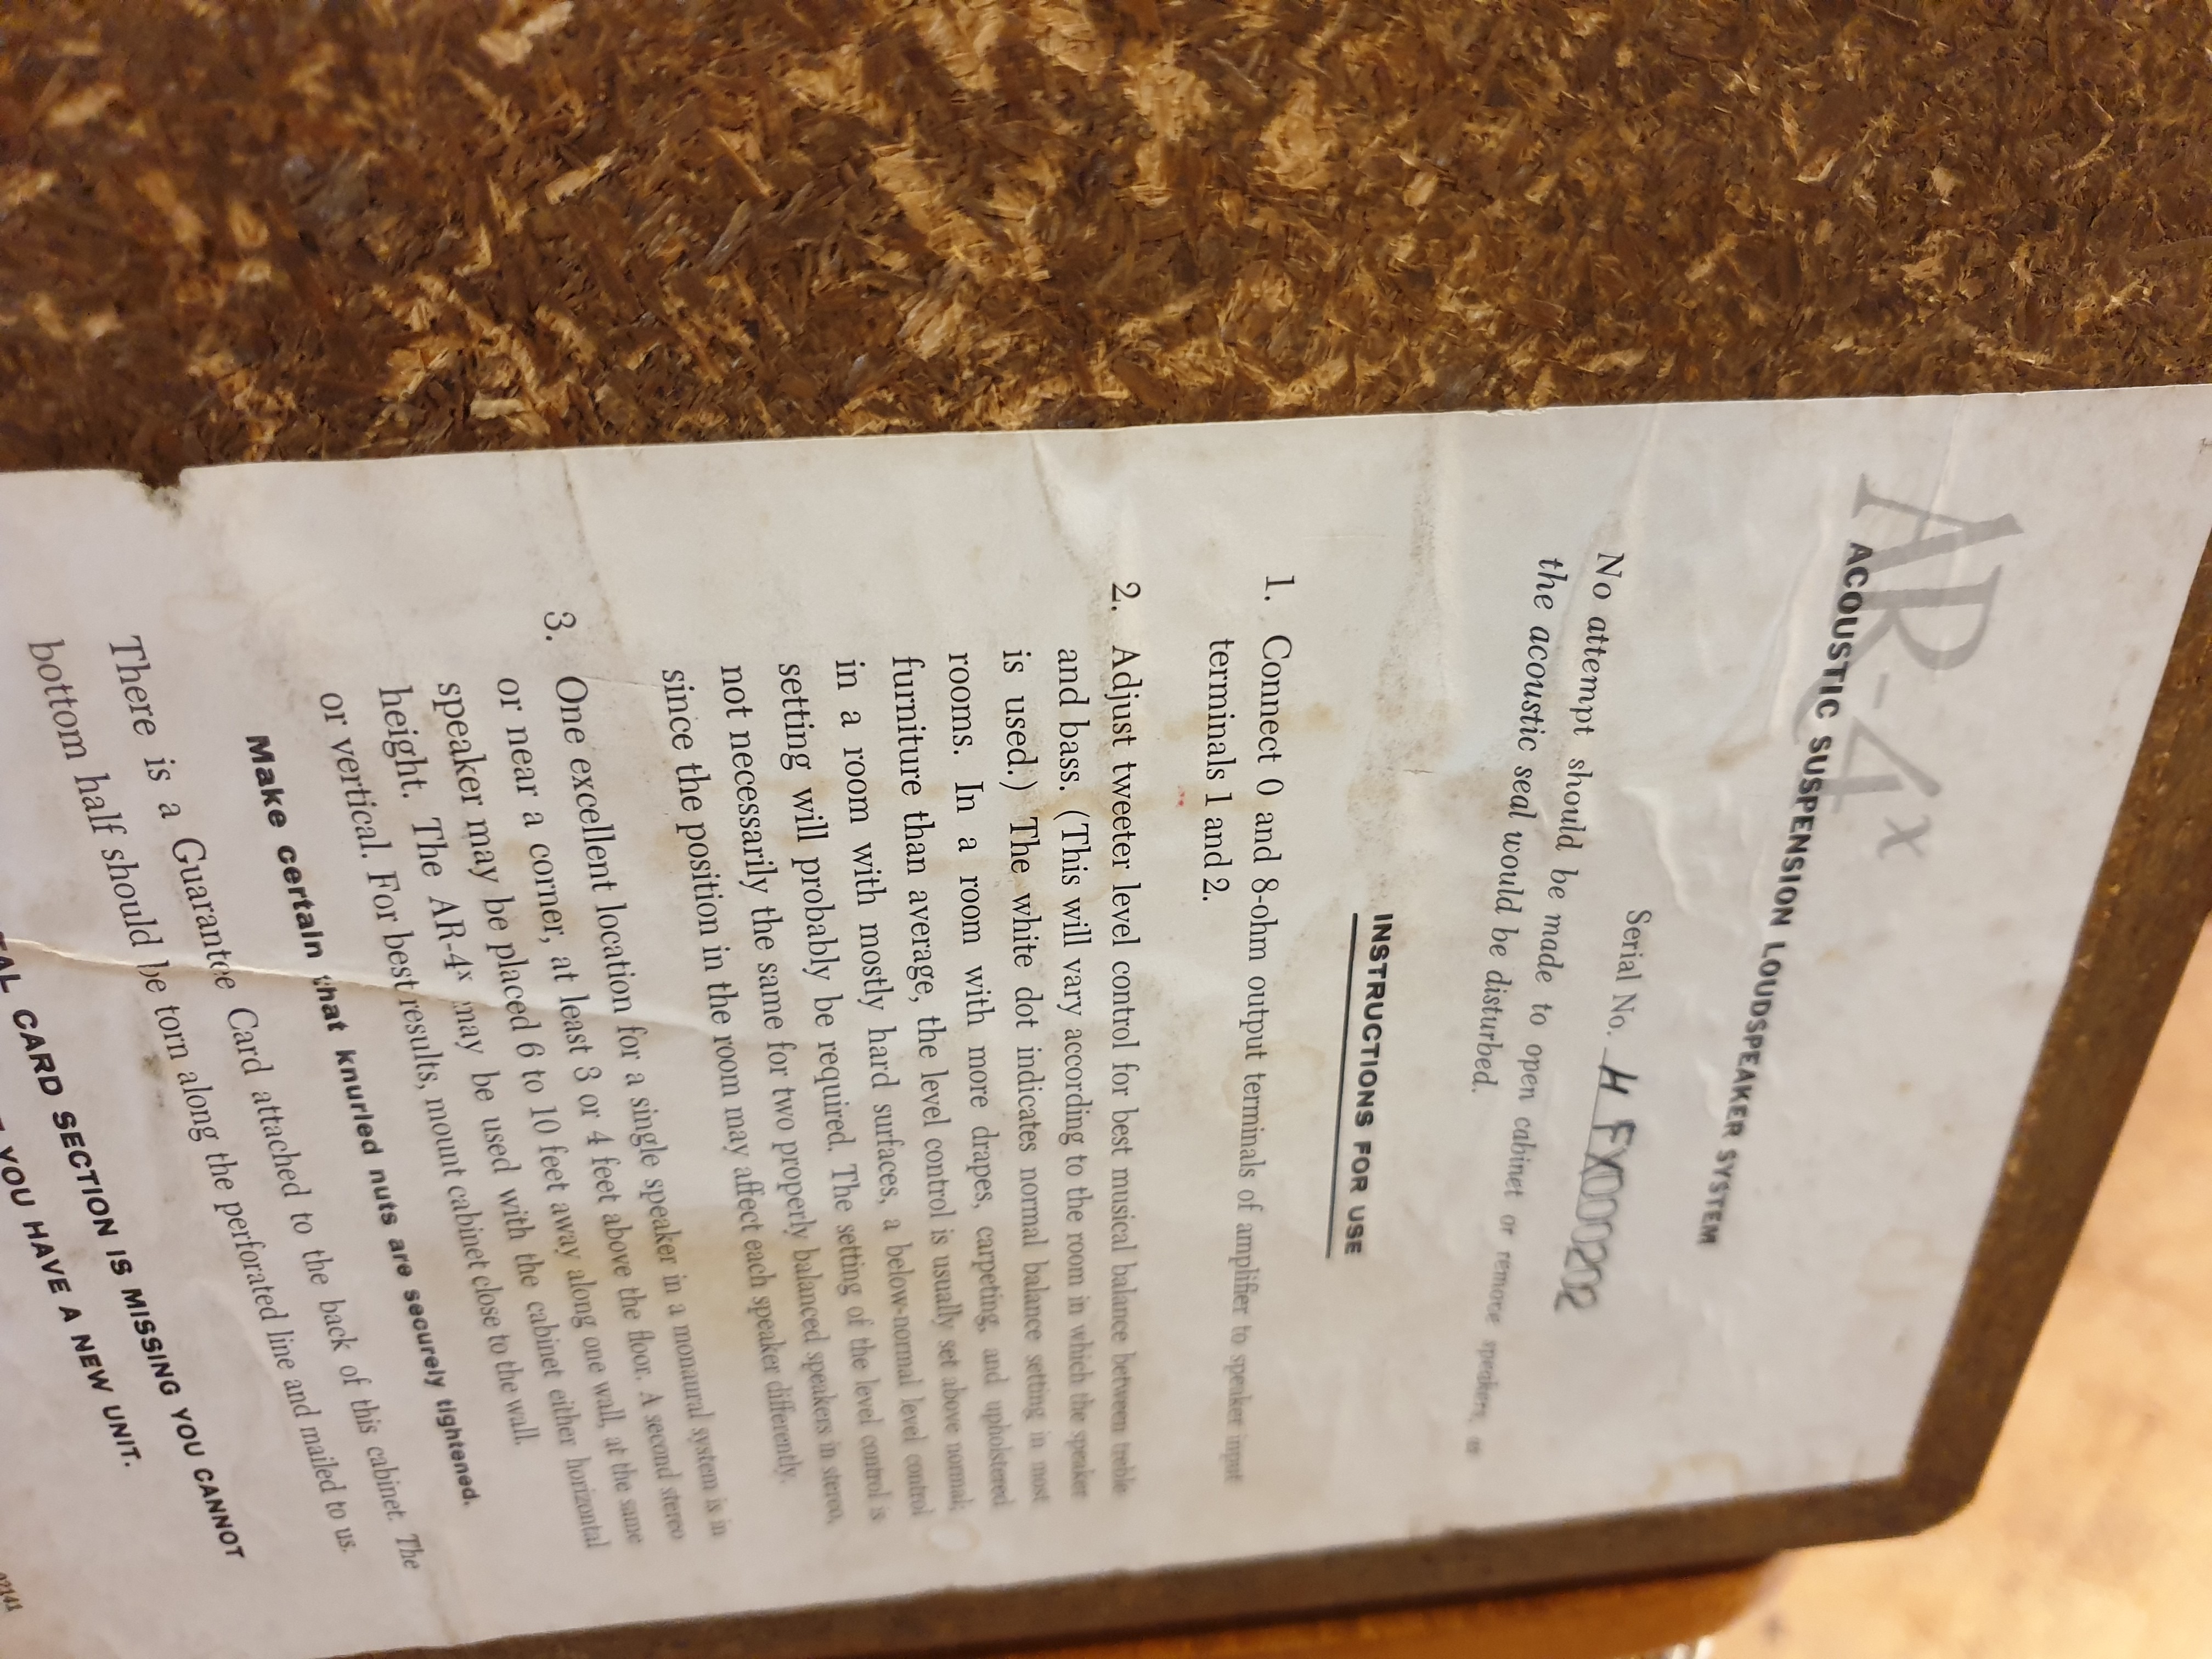 AR-4x
ACOUSTIC SUSPENSION LOUDSPEAKER SYSTEM
Serial No. H FX000202
No attempt should be made to open cabinet or remove speakers, as
the acoustic seal would be disturbed.
INSTRUCTIONS FOR USE
1. Connect 0 and 8-ohm output terminals of amplifier to speaker input
terminals 1 and 2.
2. Adjust tweeter level control for best musical balance between treble
and bass. (This will vary according to the room in which the speaker
is used.) The white dot indicates normal balance setting in most
rooms. In a room with more drapes, carpeting, and upholstered
furniture than average, the level control is usually set above normal;
in a room with mostly hard surfaces, a below-normal level control
setting will probably be required. The setting of the level control is
not necessarily the same for two properly balanced speakers in stereo,
since the position in the room may affect each speaker differently.
3. One excellent location for a single speaker in a monaural system is in
or near a corner, at least 3 or 4 feet above the floor. A second stereo
speaker may be placed 6 to 10 feet away along one wall, at the same
height. The AR-4x may be used with the cabinet either horizontal
or vertical. For best results, mount cabinet close to the wall.
Make certain that knurled nuts are securely tightened.
There is a Guarantee Card attached to the back of this cabinet. The
bottom half should be torn along the perforated line and mailed to us.
CARD SECTION IS MISSING YOU CANNOT
YOU HAVE A NEW UNIT.
02141